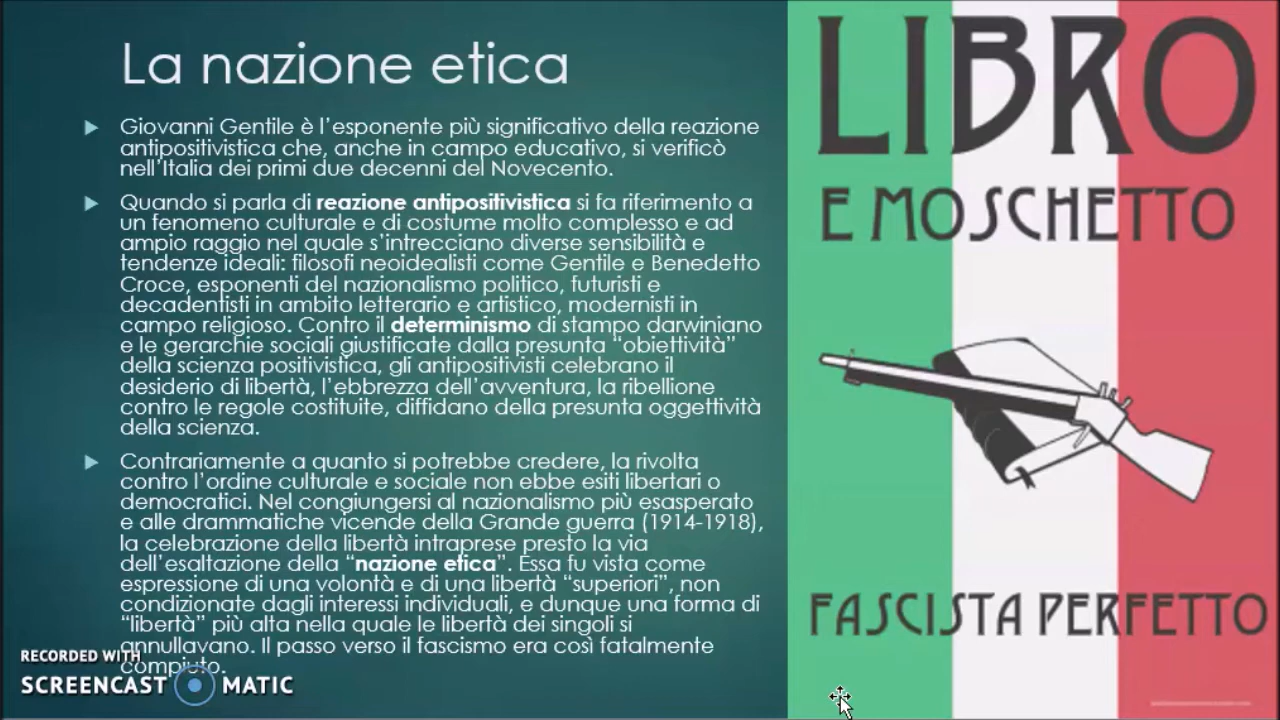 La nazione etica
Giovanni Gentile è l'esponente più significativo della reazione
antipositivistica che, anche in campo educativo, si verificò
nell'Italia dei primi due decenni del Novecento.
Quando si parla di reazione antipositivistica si fa riferimento a
un fenomeno culturale e di costume molto complesso e ad
ampio raggio nel quale s'intrecciano diverse sensibilità e
tendenze ideali: filosofi neoidealisti come Gentile e Benedetto
Croce, esponenti del nazionalismo politico, futuristi e
decadentisti in ambito letterario e artistico, modernisti in
campo religioso. Contro il determinismo di stampo darwiniano
e le gerarchie sociali giustificate dalla presunta “obiettività”
della scienza positivistica, gli antipositivisti celebrano il
desiderio di libertà, l'ebbrezza dell'avventura, la ribellione
contro le regole costituite, diffidano della presunta oggettività
della scienza.
Contrariamente a quanto si potrebbe credere, la rivolta
contro l'ordine culturale e sociale non ebbe esiti libertari o
democratici. Nel congiungersi al nazionalismo più esasperato
e alle drammatiche vicende della Grande guerra (1914-1918),
la celebrazione della libertà intraprese presto la via
dell'esaltazione della “nazione etica”. Essa fu vista come
espressione di una volontà e di una libertà “superiori”, non
condizionate dagli interessi individuali, e dunque una forma di
“libertà” più alta nella quale le libertà dei singoli si
annullavano. Il passo verso il fascismo era così fatalmente
compiuto.
RECORDED WITH
SCREENCAST MATIC
LIBRO
E MOSCHETTO
FASCISTA PERFETTO